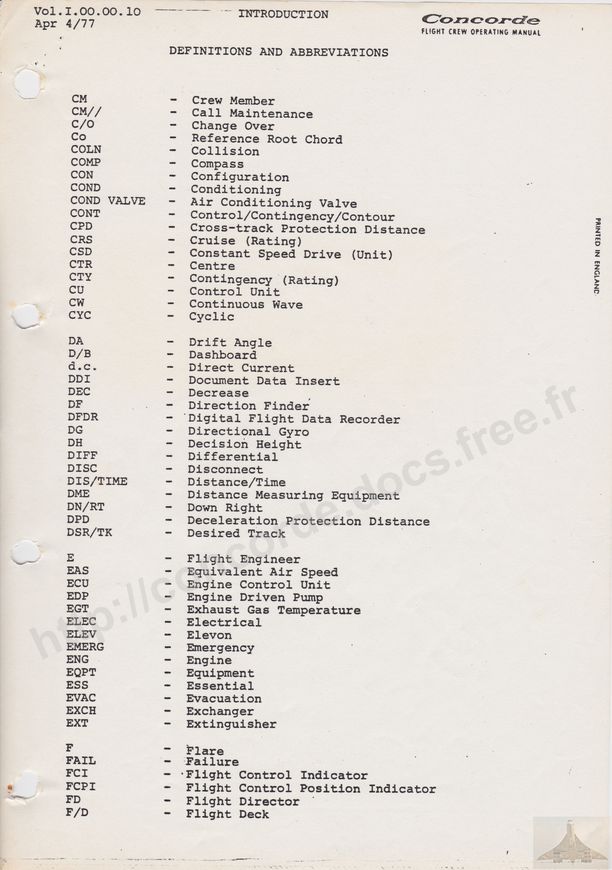 Vol.I.00.00.10 INTRODUCTION Concorde
Apr 4/77 FLIGHT CREW OPERATING MANUAL
DEFINITIONS AND ABBREVIATIONS
CM - Crew Member
CM// - Call Maintenance
C/O - Change Over
Co - Reference Root Chord
COLN - Collision
COMP - Compass
CON - Configuration
COND - Conditioning
COND VALVE - Air Conditioning Valve
CONT - Control/Contingency/Contour
CPD - Cross-track Protection Distance
CRS - Cruise (Rating)
CSD - Constant Speed Drive (Unit)
CTR - Centre
CTY - Contingency (Rating)
CU - Control Unit
CW - Continuous Wave
CYC - Cyclic
DA - Drift Angle
D/B - Dashboard
d.c. - Direct Current
DDI - Document Data Insert
DEC - Decrease
DF - Direction Finder
DFDR - Digital Flight Data Recorder
DG - Directional Gyro
DH - Decision Height
DIFF - Differential
DISC - Disconnect
DIS/TIME - Distance/Time
DME - Distance Measuring Equipment
DN/RT - Down Right
DPD - Deceleration Protection Distance
DSR/TK - Desired Track
E - Flight Engineer
EAS - Equivalent Air Speed
ECU - Engine Control Unit
EDP - Engine Driven Pump
EGT - Exhaust Gas Temperature
ELEC - Electrical
ELEV - Elevon
EMERG - Emergency
ENG - Engine
EQPT - Equipment
ESS - Essential
EVAC - Evacuation
EXCH - Exchanger
EXT - Extinguisher
F - Flare
FAIL - Failure
FCI - Flight Control Indicator
FCPI - Flight Control Position Indicator
FD - Flight Director
F/D - Flight Deck
PRINTED IN ENGLAND
http://concorde.docs.free.fr